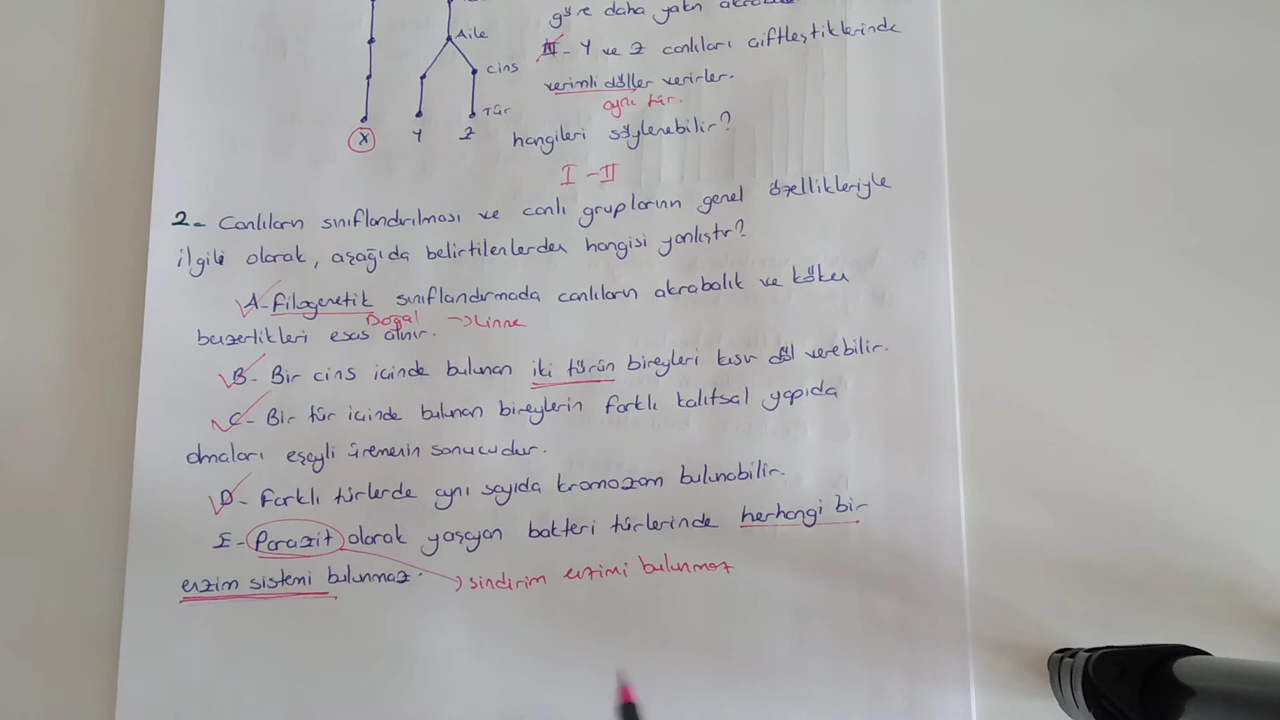 göre daha yakın
Aile
III- Y ve Z canlıları çiftleştiklerinde
cins
verimli döller verirler.
aynı tür.
Tür
X Y Z
hangileri söylenebilir?
I - II
2- Canlıların sınıflandırılması ve canlı grupların genel özellikleriyle
ilgili olarak, aşağıda belirtilenlerden hangisi yanlıştır?
A- Filogenetik sınıflandırmada canlıların akrabalık ve köken
Doğal → Linne
benzerlikleri esas alınır.
B- Bir cins içinde bulunan iki türün bireyleri kısır döl verebilir.
C- Bir tür içinde bulunan bireylerin farklı kalıtsal yapıda
olmaları eşeyli üremenin sonucudur.
D- Farklı türlerde aynı sayıda kromozom bulunabilir.
E- Parazit olarak yaşayan bakteri türlerinde herhangi bir
enzim sistemi bulunmaz.
sindirim enzimi bulunmaz